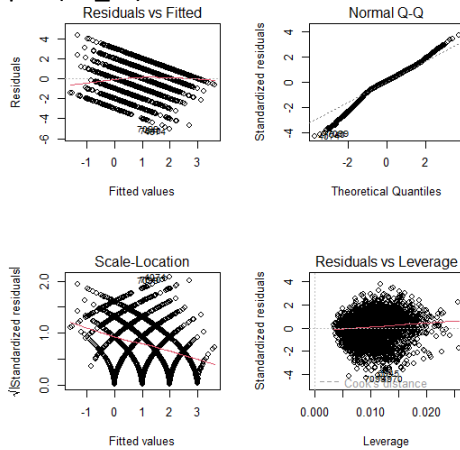 Residuals vs Fitted
Residuals
-6 -4 -2 0 2 4
-1 0 1 2 3
Fitted values
Normal Q-Q
Standardized residuals
-4 -2 0 2 4
-2 0 2
Theoretical Quantiles
Scale-Location
√|Standardized residuals|
0.0 1.0 2.0
-1 0 1 2 3
Fitted values
Residuals vs Leverage
Standardized residuals
-4 -2 0 2 4
Cook's distance
0.000 0.010 0.020
Leverage